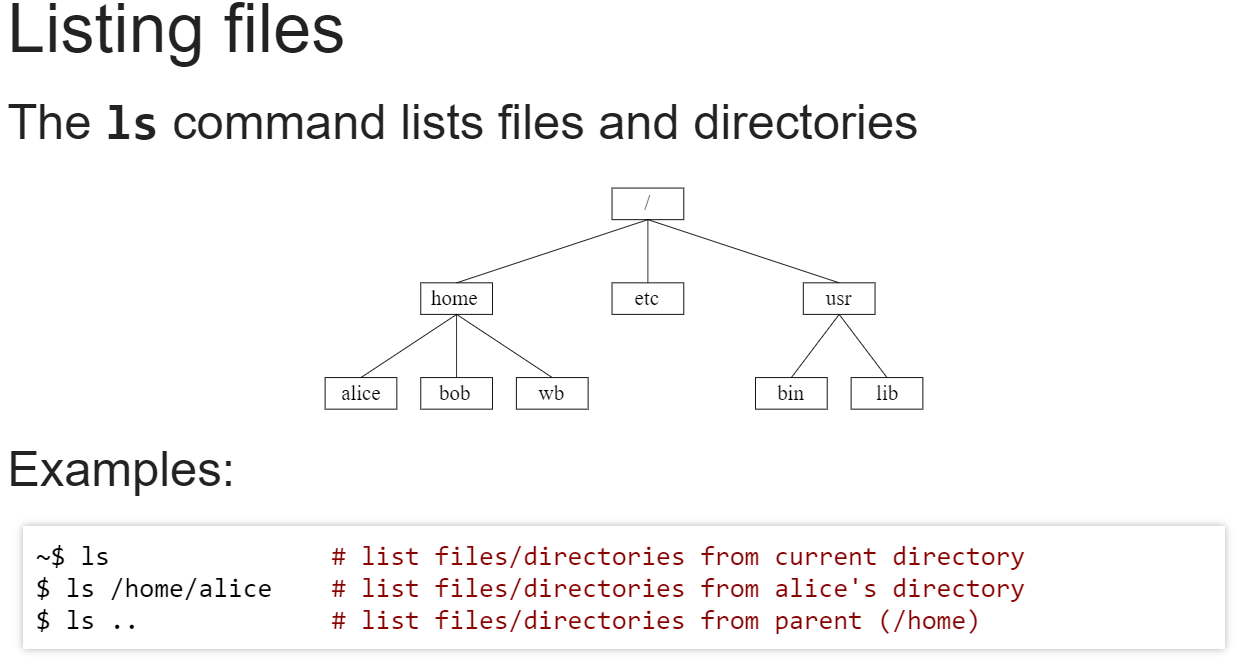 Listing files
The ls command lists files and directories
/
home etc usr
alice bob wb bin lib
Examples:
~$ ls # list files/directories from current directory
$ ls /home/alice # list files/directories from alice's directory
$ ls .. # list files/directories from parent (/home)